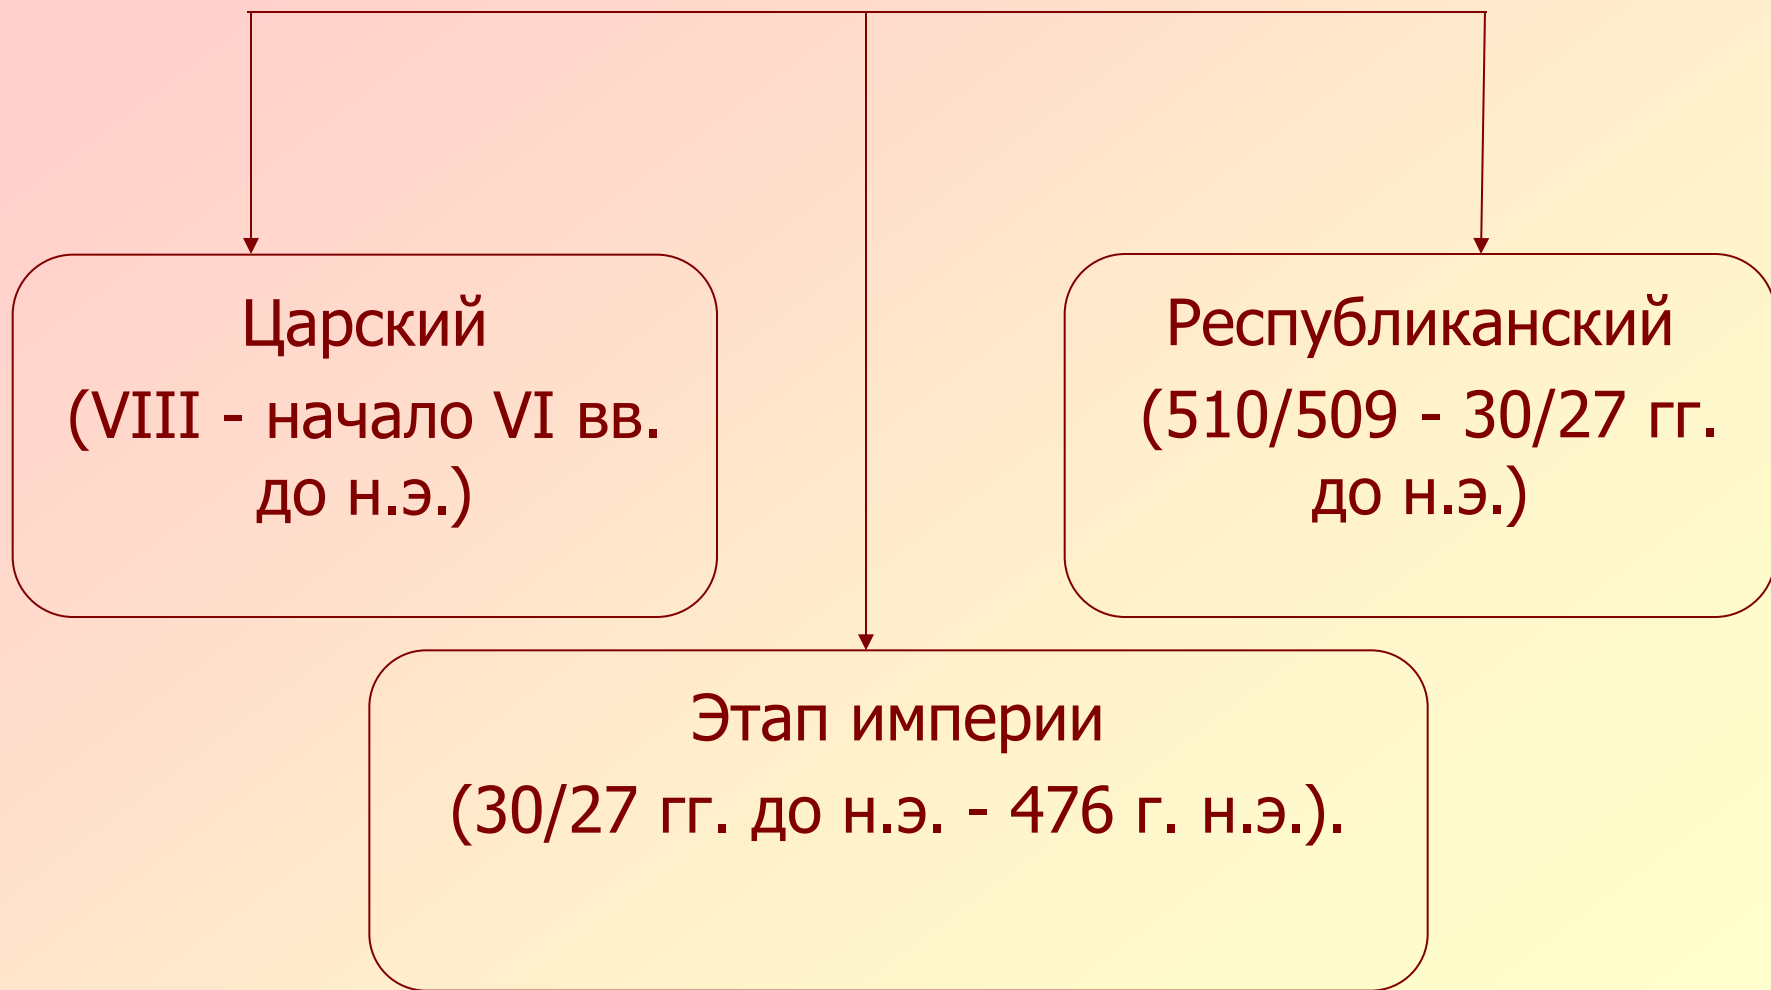 Царский
(VIII - начало VI вв.
до н.э.)
Республиканский
(510/509 - 30/27 гг.
до н.э.)
Этап империи
(30/27 гг. до н.э. - 476 г. н.э.).